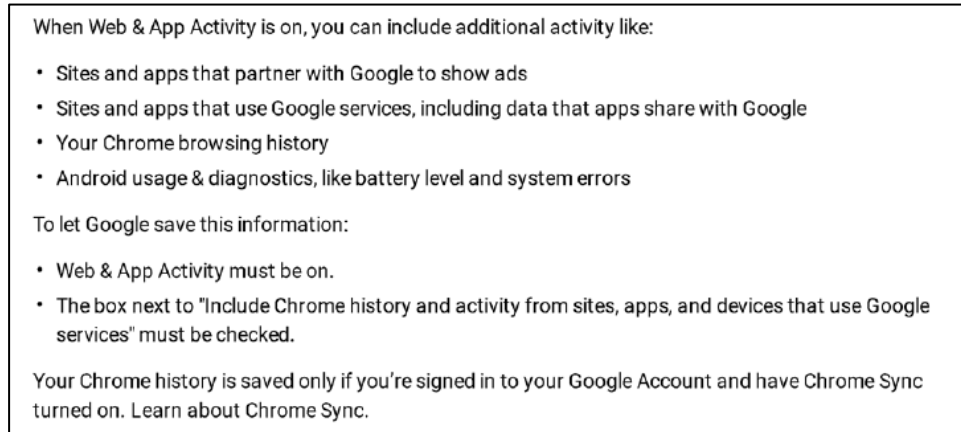 When Web & App Activity is on, you can include additional activity like:
• Sites and apps that partner with Google to show ads
• Sites and apps that use Google services, including data that apps share with Google
• Your Chrome browsing history
• Android usage & diagnostics, like battery level and system errors
To let Google save this information:
• Web & App Activity must be on.
• The box next to "Include Chrome history and activity from sites, apps, and devices that use Google
services" must be checked.
Your Chrome history is saved only if you’re signed in to your Google Account and have Chrome Sync
turned on. Learn about Chrome Sync.